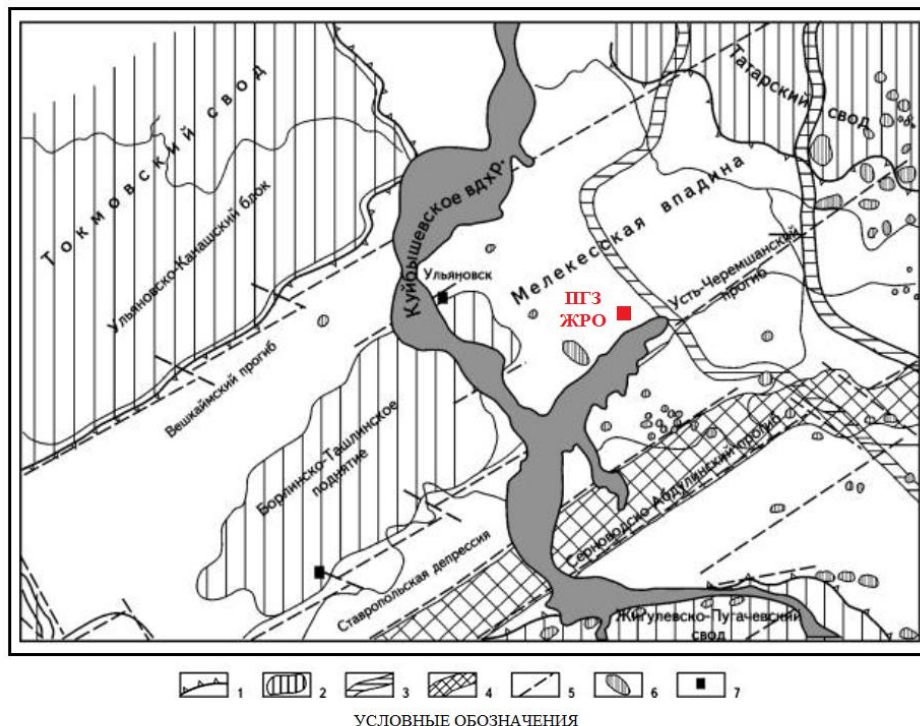 Татарский свод
Токмовский свод
Куйбышевское вдхр.
Мелекесская впадина
Ульяновско-Канашский блок
Ульяновск
Усть-Черемшанский
прогиб
ПГЗ
ЖРО
Вешкаймский прогиб
Борлинско-Ташлинское
поднятие
Серноводско-Абдулинский прогиб
Ставропольская депрессия
Жигулевско-Пугачевский
свод
1 2 3 4 5 6 7
УСЛОВНЫЕ ОБОЗНАЧЕНИЯ